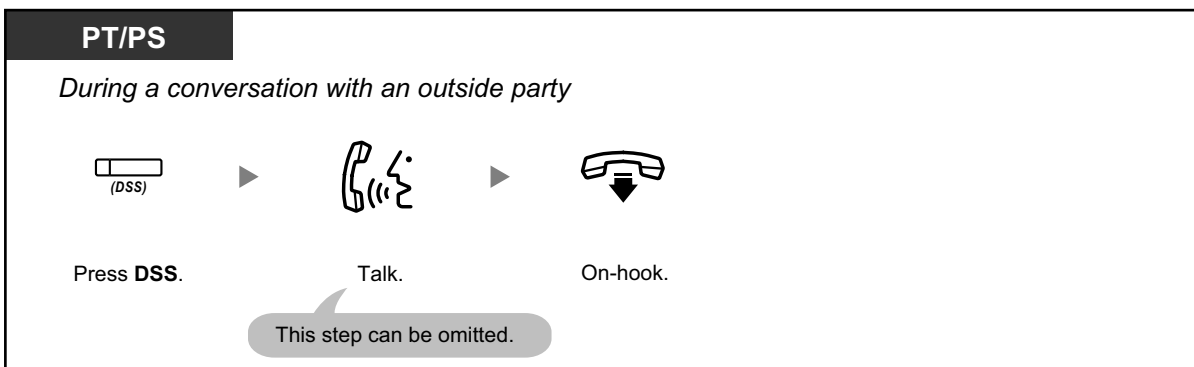 PT/PS
During a conversation with an outside party
(DSS)
Press DSS.
Talk.
On-hook.
This step can be omitted.